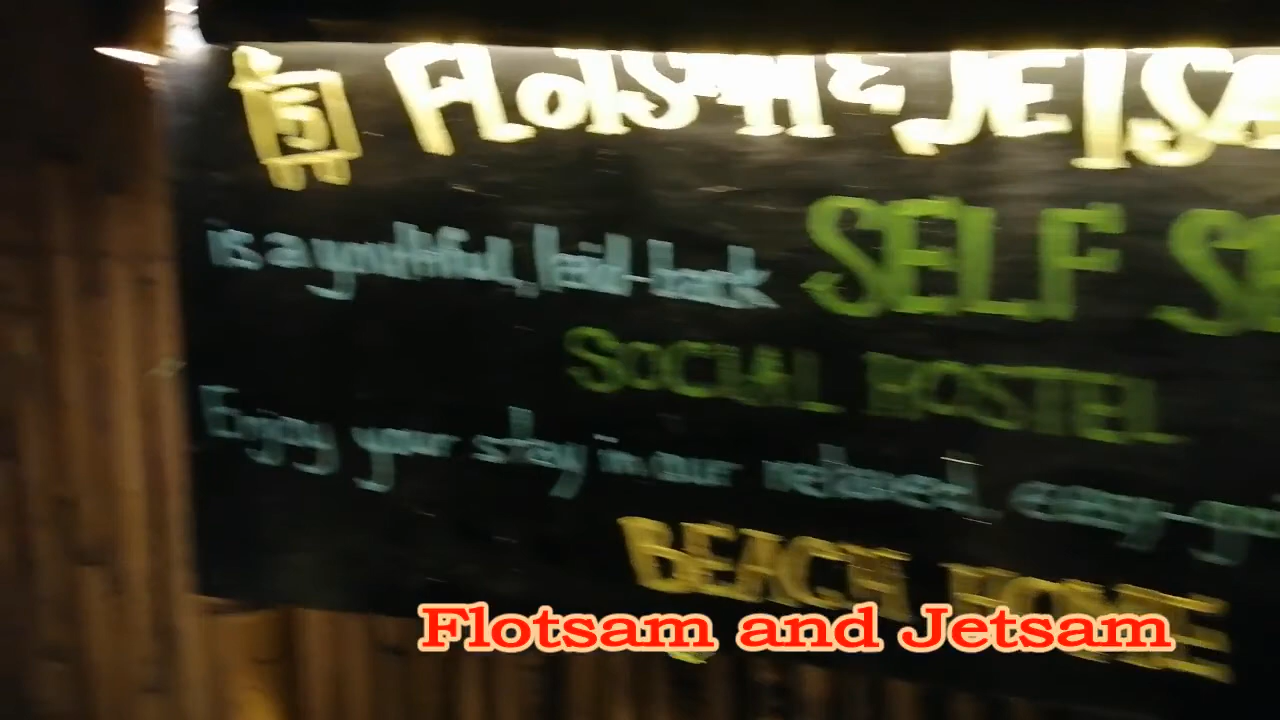 FLOTSAM & JETSA
is a youthful, laid-back SELF S
SOCIAL HOSTEL
Enjoy your stay in our relaxed, easy-go
BEACH HOME
Flotsam and Jetsam